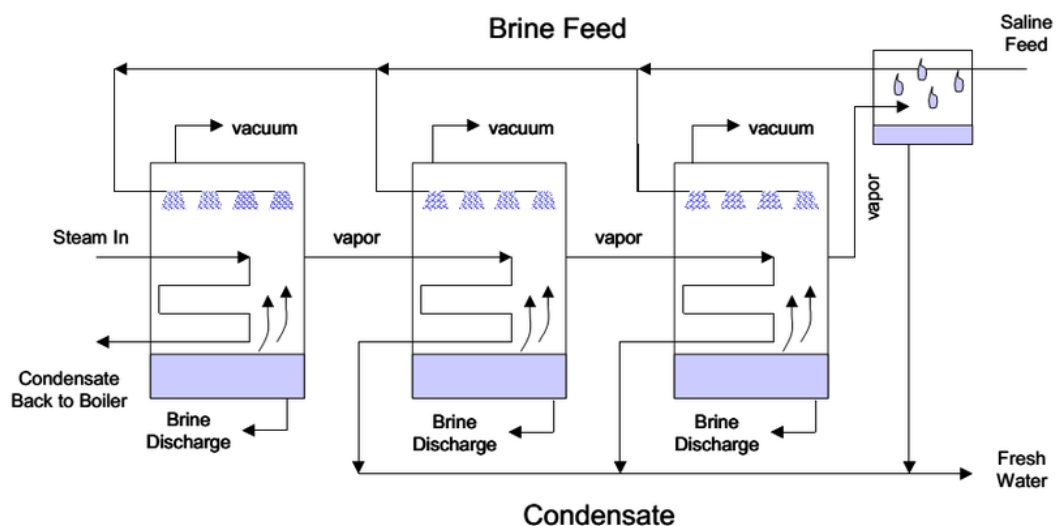 Brine Feed
Saline
Feed
vacuum
vacuum
vacuum
vapor
Steam In
vapor
vapor
Condensate
Back to Boiler
Brine
Discharge
Brine
Discharge
Brine
Discharge
Fresh
Water
Condensate